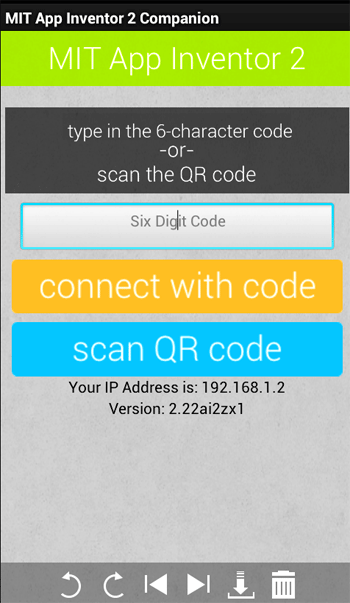 MIT App Inventor 2 Companion
MIT App Inventor 2
type in the 6-character code
-or-
scan the QR code
Six Digit Code
connect with code
scan QR code
Your IP Address is: 192.168.1.2
Version: 2.22ai2zx1